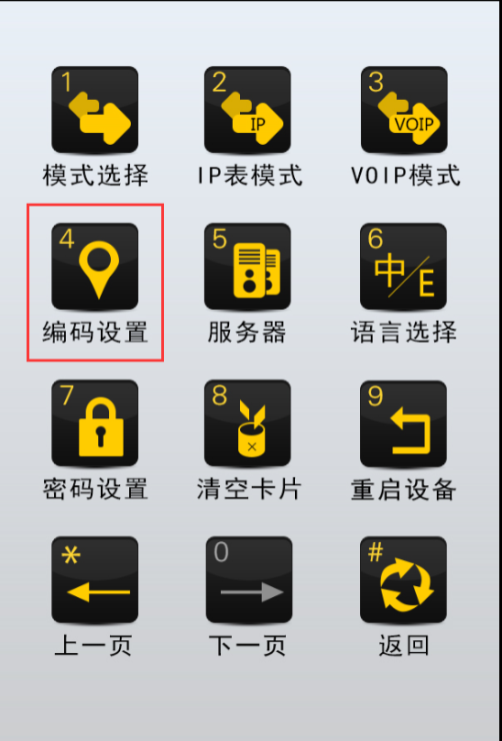 1 2 3
IP VOIP
模式选择 IP表模式 VOIP模式
4 5 6
中/E
编码设置 服务器 语言选择
7 8 9
密码设置 清空卡片 重启设备
* 0 #
上一页 下一页 返回